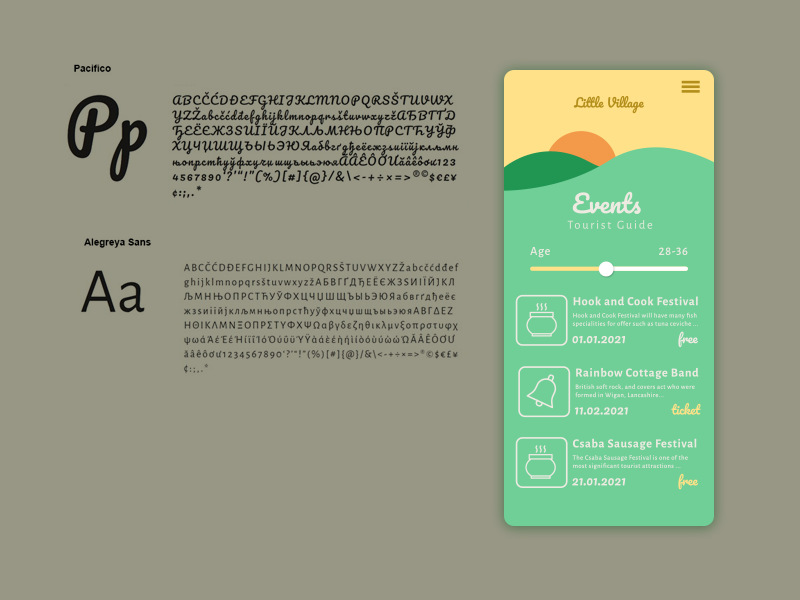 Pacifico
Pp
ABCČĆDĐEFGHIJKLMNOPQRSŠTUVWX
YZŽabcčćdđefghijklmnopqrsštuvwxyzžАБВГҐД
ЂЕЁЄЖЗЅИІЇЙЈКЛЉМНЊОПРСТЋУЎФ
ХЦЧЏШЩЪЫЬЭЮЯабвгґдђеёєжзѕиіїйјклљмн
њопрстћуўфхцчџшщъыьэюяĂÂÊÔƠƯăâêôơư123
4567890‘?’“!”(%)[#]{@}/&\<-+÷×=>®©$€£¥
¢:;,.*
Alegreya Sans
Aa
ABCČĆDĐEFGHIJKLMNOPQRSŠTUVWXYZŽabcčćdđef
ghijklmnopqrsštuvwxyzžАБВГҐДЂЕЁЄЖЗЅИІЇЙЈКЛ
ЉМНЊОПРСТЋУЎФХЦЧЏШЩЪЫЬЭЮЯабвгґдђеёє
жзѕиіїйјклљмнњопрстћуўфхцчџшщъыьэюяΑΒΓΔΕΖ
ΗΘΙΚΛΜΝΞΟΠΡΣΤΥΦΧΨΩαβγδεζηθικλμνξοπρστυφχ
ăâêôơư1234567890‘?’“!”(%)[#]{@}/&\<-+÷×=>®©$€£¥
¢:;,.*
Little Village
Events
Tourist Guide
Age 28-36
Hook and Cook Festival
Hook and Cook Festival will have many fish
specialities for offer such as tuna ceviche ...
01.01.2021 free
Rainbow Cottage Band
British soft rock, and covers act who were
formed in Wigan, Lancashire...
11.02.2021 ticket
Csaba Sausage Festival
The Csaba Sausage Festival is one of the
most significant tourist attractions ...
21.01.2021 free